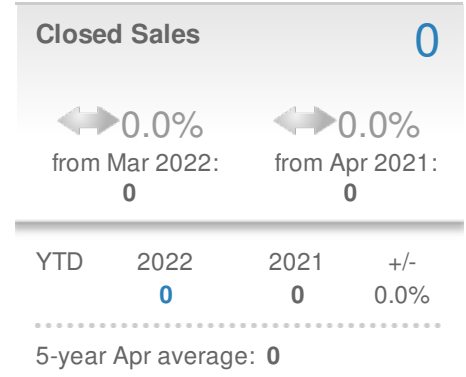 Closed Sales 0
0.0% 0.0%
from Mar 2022: from Apr 2021:
0 0
YTD 2022 2021 +/-
0 0 0.0%
5-year Apr average: 0